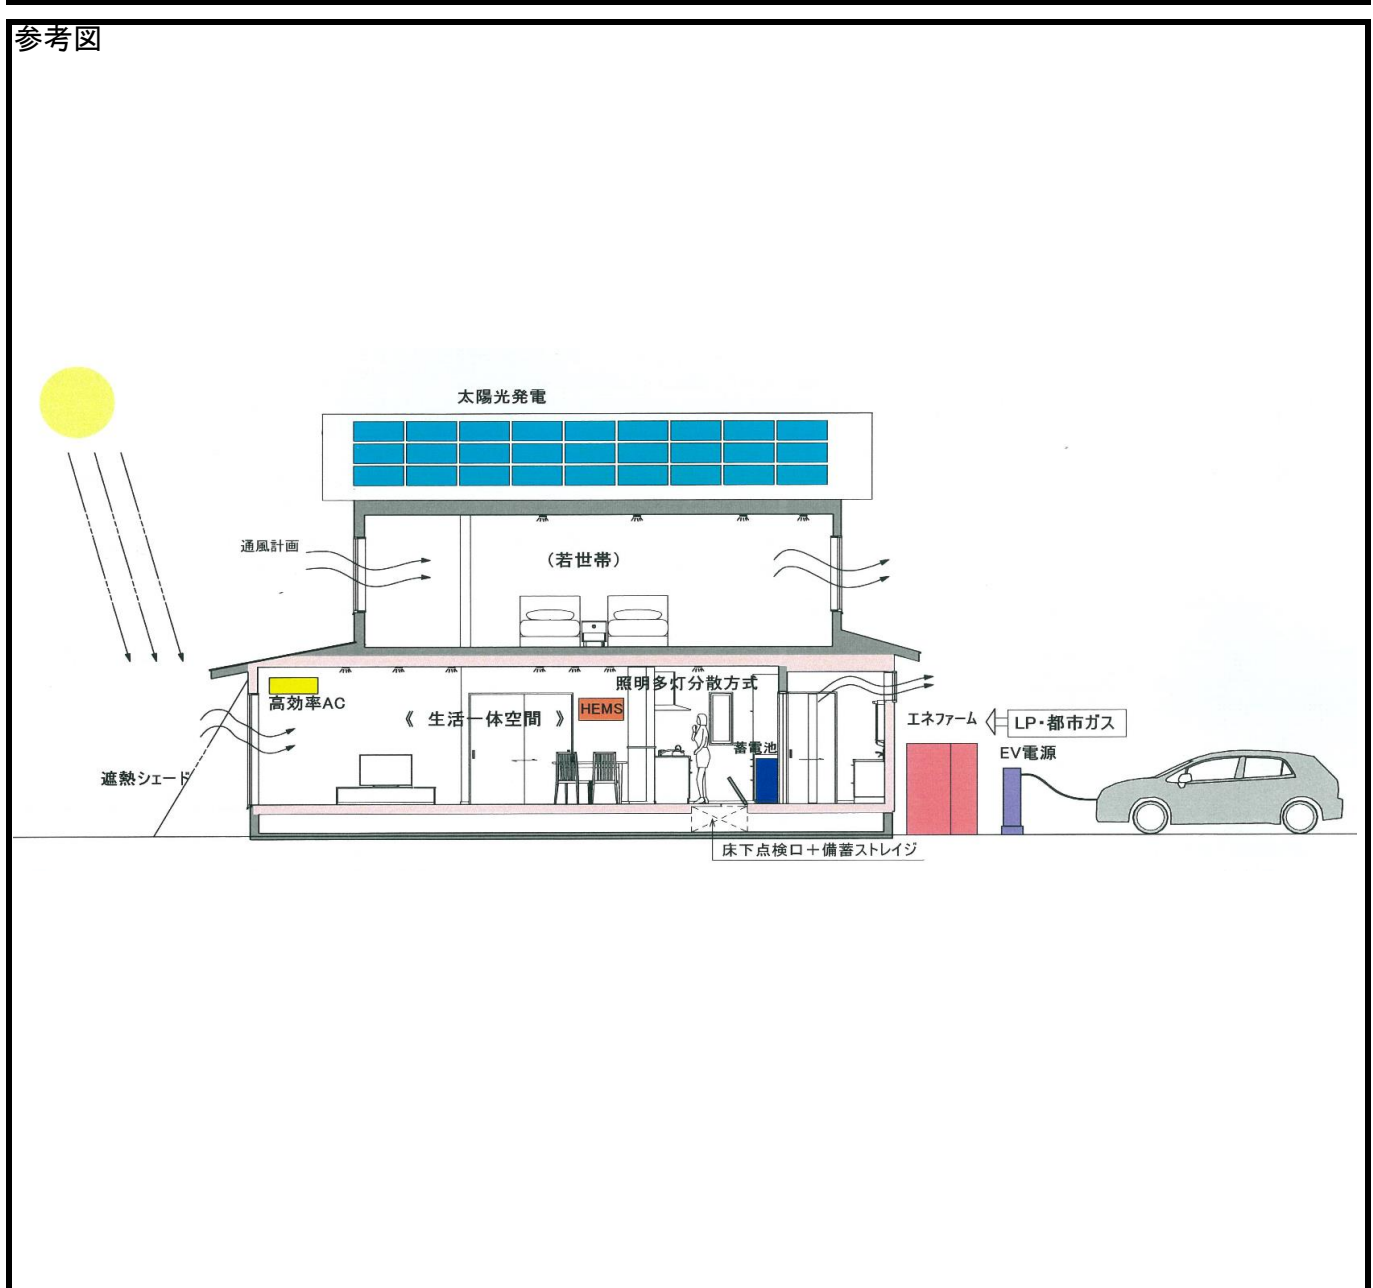 参考図
太陽光発電
通風計画
(若世帯)
照明多灯分散方式
高効率AC
《 生活一体空間 》
HEMS
エネファーム
LP・都市ガス
蓄電池
EV電源
遮熱シェード
床下点検口+備蓄ストレイジ